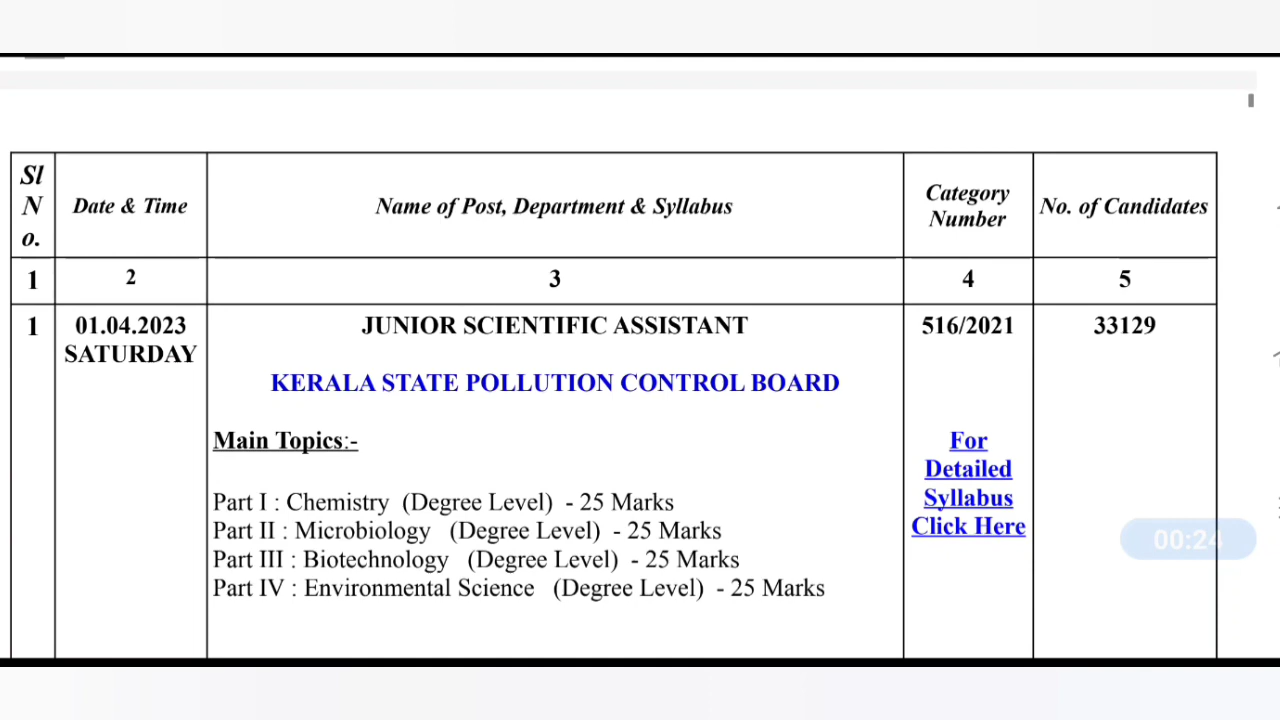 Sl
N
o.
Date & Time
Name of Post, Department & Syllabus
Category
Number
No. of Candidates
1
2
3
4
5
1
01.04.2023
SATURDAY
JUNIOR SCIENTIFIC ASSISTANT
KERALA STATE POLLUTION CONTROL BOARD
Main Topics:-
Part I : Chemistry (Degree Level) - 25 Marks
Part II : Microbiology (Degree Level) - 25 Marks
Part III : Biotechnology (Degree Level) - 25 Marks
Part IV : Environmental Science (Degree Level) - 25 Marks
516/2021
For
Detailed
Syllabus
Click Here
33129
00:24